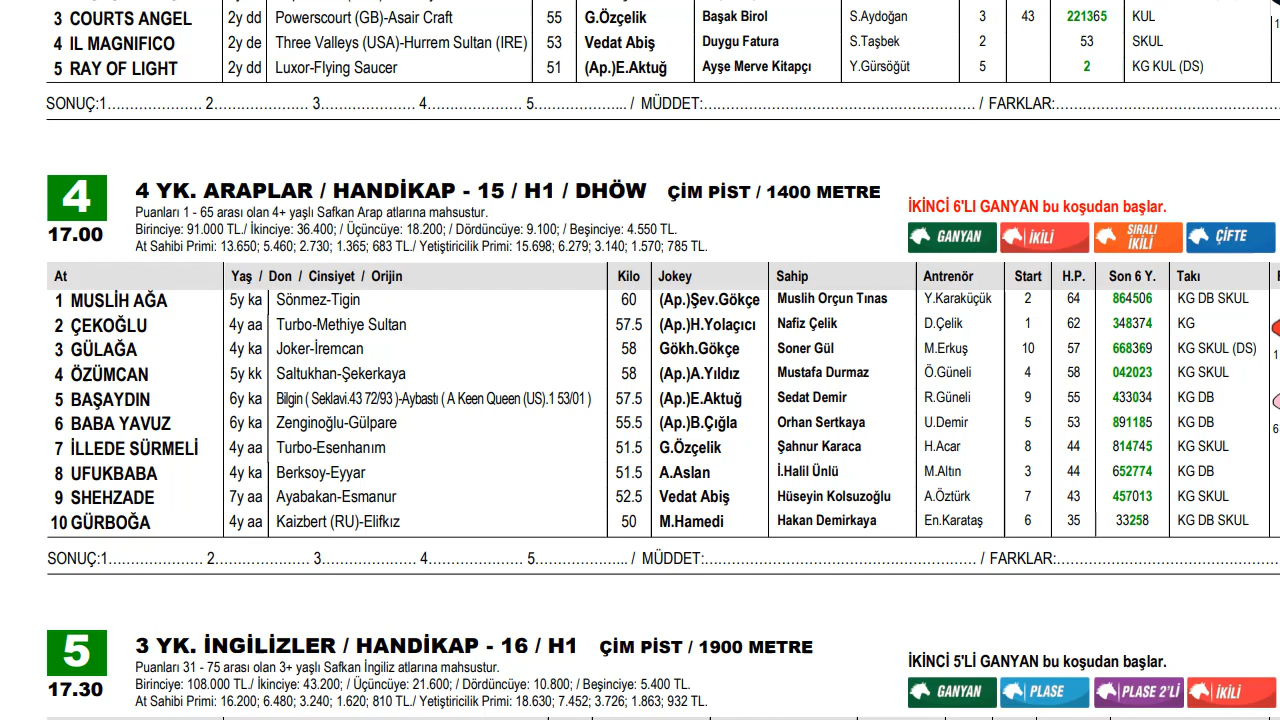 3 COURTS ANGEL 2y dd Powerscourt (GB)-Asair Craft 55 G.Özçelik Başak Birol S.Aydoğan 3 43 221365 KUL
4 IL MAGNIFICO 2y de Three Valleys (USA)-Hurrem Sultan (IRE) 53 Vedat Abiş Duygu Fatura S.Taşbek 2 53 SKUL
5 RAY OF LIGHT 2y dd Luxor-Flying Saucer 51 (Ap.)E.Aktuğ Ayşe Merve Kitapçı Y.Gürsöğüt 5 2 KG KUL (DS)
SONUÇ:1………………… 2………………… 3………………… 4………………… 5……………….. / MÜDDET:………………………………………………… / FARKLAR:…………………………………………
4 4 YK. ARAPLAR / HANDİKAP - 15 / H1 / DHÖW ÇİM PİST / 1400 METRE
17.00
Puanları 1 - 65 arası olan 4+ yaşlı Safkan Arap atlarına mahsustur.
Birinciye: 91.000 TL./ İkinciye: 36.400; / Üçüncüye: 18.200; / Dördüncüye: 9.100; / Beşinciye: 4.550 TL.
At Sahibi Primi: 13.650; 5.460; 2.730; 1.365; 683 TL./ Yetiştiricilik Primi: 15.698; 6.279; 3.140; 1.570; 785 TL.
İKİNCİ 6'LI GANYAN bu koşudan başlar.
GANYAN İKİLİ SIRALI İKİLİ ÇİFTE
At Yaş / Don / Cinsiyet / Orijin Kilo Jokey Sahip Antrenör Start H.P. Son 6 Y. Takı
1 MUSLİH AĞA 5y ka Sönmez-Tigin 60 (Ap.)Şev.Gökçe Muslih Orçun Tınas Y.Karaküçük 2 64 864506 KG DB SKUL
2 ÇEKOĞLU 4y aa Turbo-Methiye Sultan 57.5 (Ap.)H.Yolaçıcı Nafiz Çelik D.Çelik 1 62 348374 KG
3 GÜLAĞA 4y ka Joker-İremcan 58 Gökh.Gökçe Soner Gül M.Erkuş 10 57 668369 KG SKUL (DS) 1
4 ÖZÜMCAN 5y kk Saltukhan-Şekerkaya 58 (Ap.)A.Yıldız Mustafa Durmaz Ö.Güneli 4 58 042023 KG SKUL
5 BAŞAYDIN 6y ka Bilgin ( Seklavi.43 72/93 )-Aybastı ( A Keen Queen (US).1 53/01 ) 57.5 (Ap.)E.Aktuğ Sedat Demir R.Güneli 9 55 433034 KG DB
6 BABA YAVUZ 6y ka Zenginoğlu-Gülpare 55.5 (Ap.)B.Çığla Orhan Sertkaya U.Demir 5 53 891185 KG DB 6
7 İLLEDE SÜRMELİ 4y aa Turbo-Esenhanım 51.5 G.Özçelik Şahnur Karaca H.Acar 8 44 814745 KG SKUL
8 UFUKBABA 4y ka Berksoy-Eyyar 51.5 A.Aslan İ.Halil Ünlü M.Altın 3 44 652774 KG DB
9 SHEHZADE 7y aa Ayabakan-Esmanur 52.5 Vedat Abiş Hüseyin Kolsuzoğlu A.Öztürk 7 43 457013 KG SKUL
10 GÜRBOĞA 4y aa Kaizbert (RU)-Elifkız 50 M.Hamedi Hakan Demirkaya En.Karataş 6 35 33258 KG DB SKUL
SONUÇ:1………………… 2………………… 3………………… 4………………… 5……………….. / MÜDDET:………………………………………………… / FARKLAR:…………………………………………
5 3 YK. İNGİLİZLER / HANDİKAP - 16 / H1 ÇİM PİST / 1900 METRE
17.30
Puanları 31 - 75 arası olan 3+ yaşlı Safkan İngiliz atlarına mahsustur.
Birinciye: 108.000 TL./ İkinciye: 43.200; / Üçüncüye: 21.600; / Dördüncüye: 10.800; / Beşinciye: 5.400 TL.
At Sahibi Primi: 16.200; 6.480; 3.240; 1.620; 810 TL./ Yetiştiricilik Primi: 18.630; 7.452; 3.726; 1.863; 932 TL.
İKİNCİ 5'Lİ GANYAN bu koşudan başlar.
GANYAN PLASE PLASE 2'Lİ İKİLİ